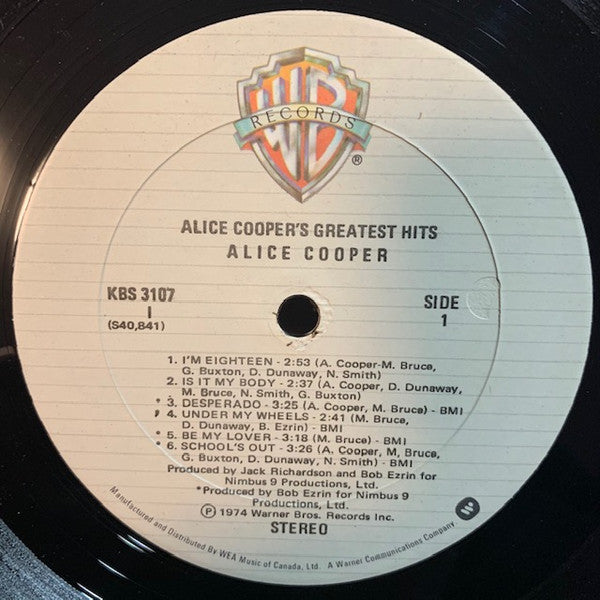 WB
RECORDS
®
ALICE COOPER'S GREATEST HITS
ALICE COOPER
KBS 3107
I
(S40,841)
SIDE
1
1. I'M EIGHTEEN - 2:53 (A. Cooper-M. Bruce,
G. Buxton, D. Dunaway, N. Smith)
2. IS IT MY BODY - 2:37 (A. Cooper, D. Dunaway,
M. Bruce, N. Smith, G. Buxton)
* 3. DESPERADO - 3:25 (A. Cooper, M. Bruce) - BMI
* 4. UNDER MY WHEELS - 2:41 (M. Bruce,
D. Dunaway, B. Ezrin) - BMI
* 5. BE MY LOVER - 3:18 (M. Bruce) - BMI
* 6. SCHOOL'S OUT - 3:26 (A. Cooper, M, Bruce,
G. Buxton, D. Dunaway, N. Smith) - BMI
Produced by Jack Richardson and Bob Ezrin for
Nimbus 9 Productions, Ltd.
*Produced by Bob Ezrin for Nimbus 9
Productions, Ltd.
℗ 1974 Warner Bros. Records Inc.
STEREO
Manufactured and Distributed By WEA Music of Canada, Ltd. A Warner Communications Company